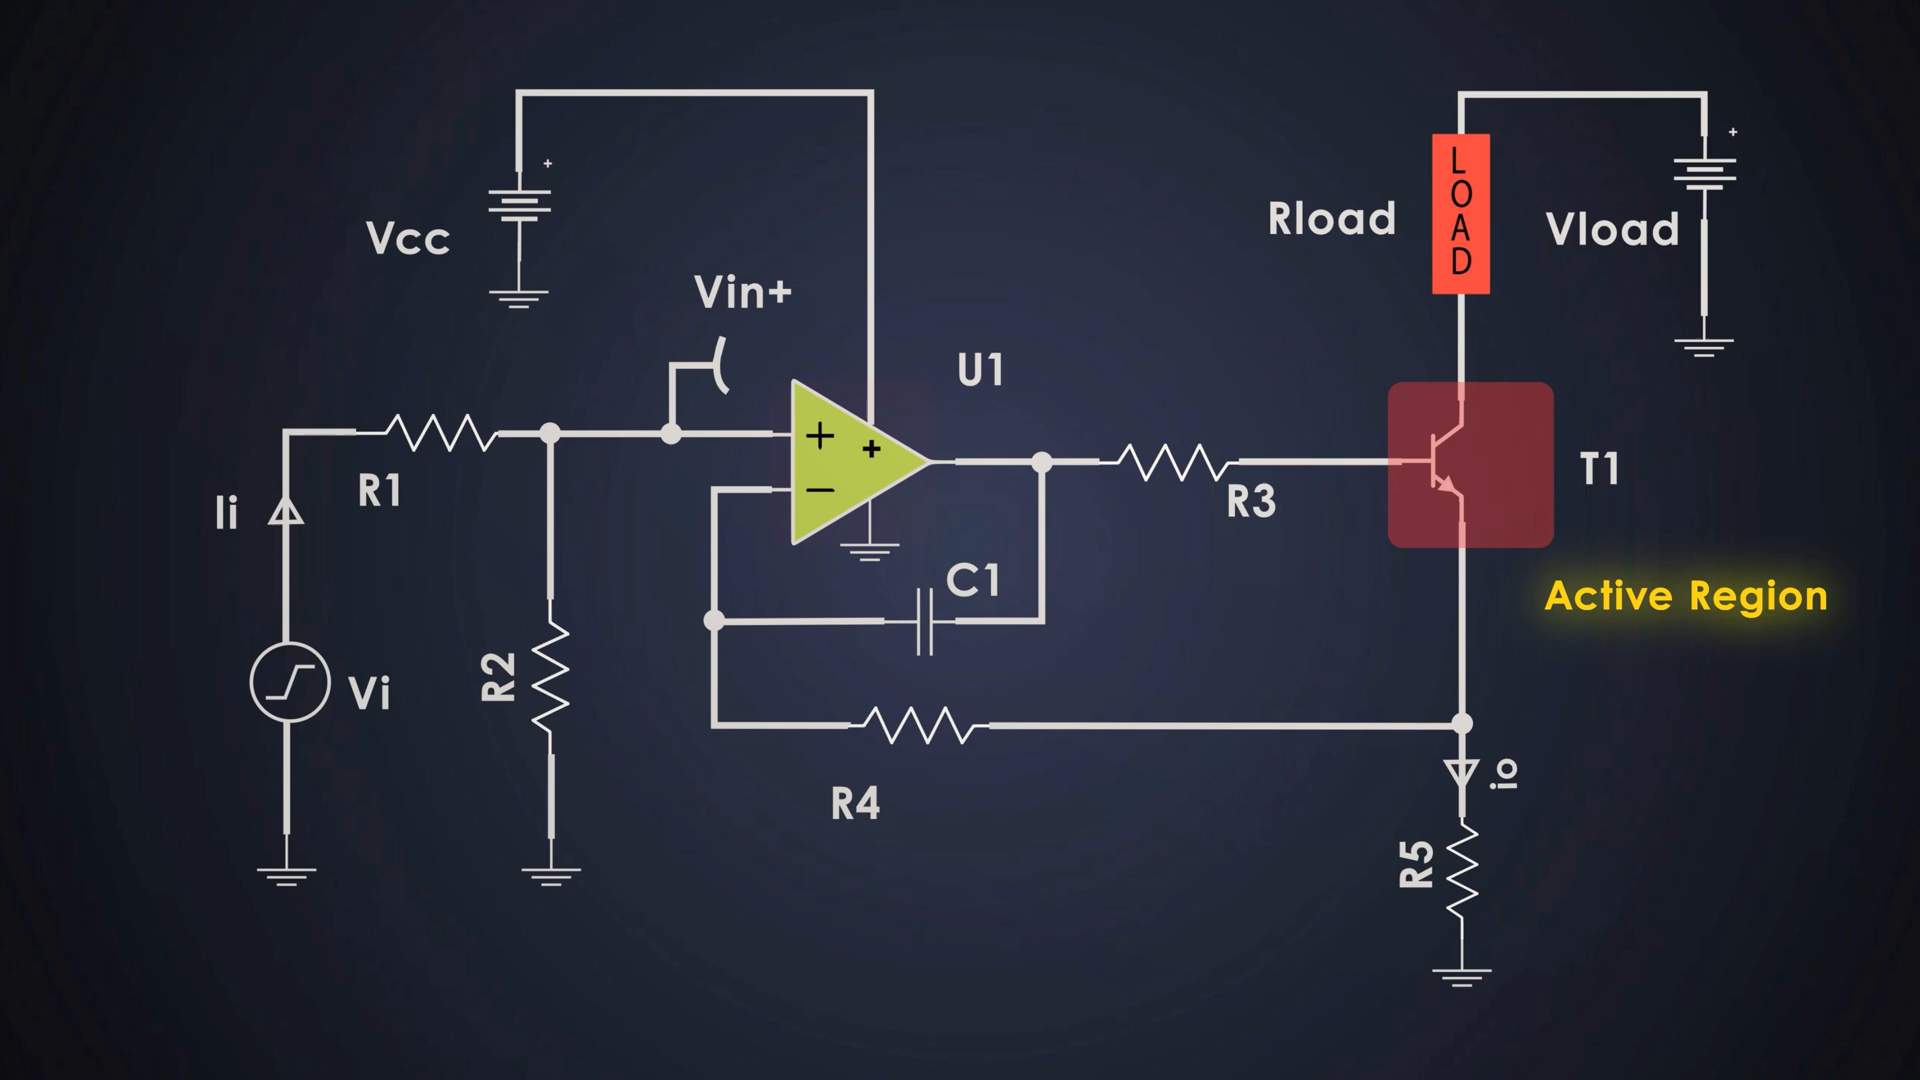 Vcc
+
Vin+
U1
Rload
LOAD
Vload
+
Ii
R1
+
+
−
R3
T1
C1
Active Region
Vi
R2
R4
io
R5